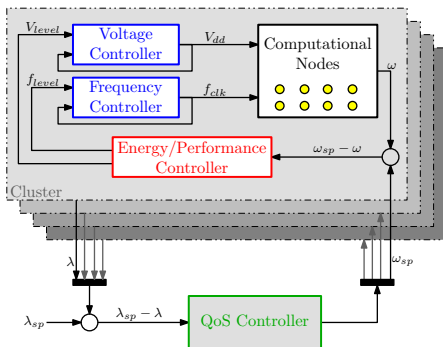 V_level
Voltage
Controller
V_dd
Computational
Nodes
f_level
Frequency
Controller
f_clk
ω
Energy/Performance
Controller
ω_sp − ω
Cluster
λ
ω_sp
λ_sp
λ_sp − λ
QoS Controller